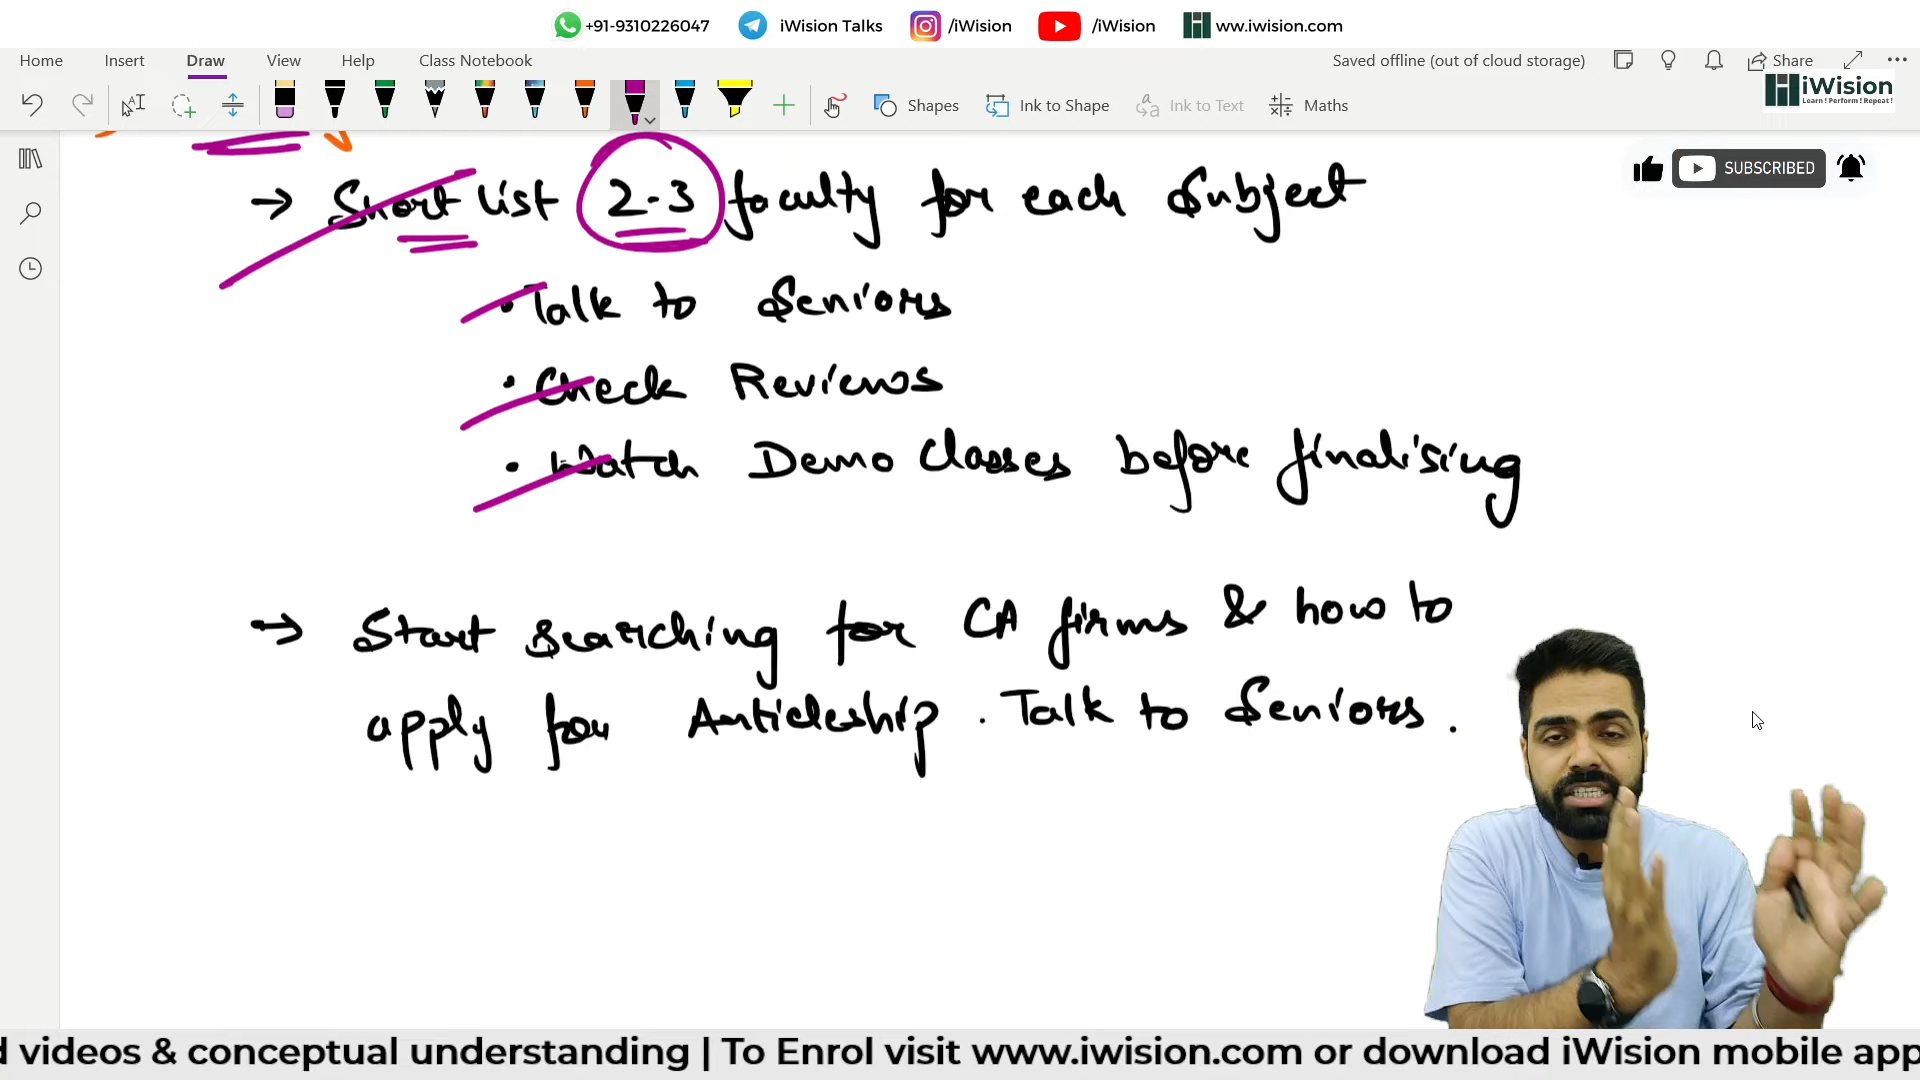 +91-9310226047 iWision Talks /iWision /iWision ww.iwision.com
Home Insert Draw View Help Class Notebook Saved offline (out of cloud storage) Share
Shapes Ink to Shape Ink to Text Maths
iWision
Learn ! Perform ! Repeat !
SUBSCRIBED
→ Short list 2-3 faculty for each Subject
• Talk to Seniors
• Check Reviews
• Watch Demo Classes before finalising
→ Start searching for CA firms & how to
apply for Articleship. Talk to Seniors.
d videos & conceptual understanding | To Enrol visit www.iwision.com or download iWision mobile app